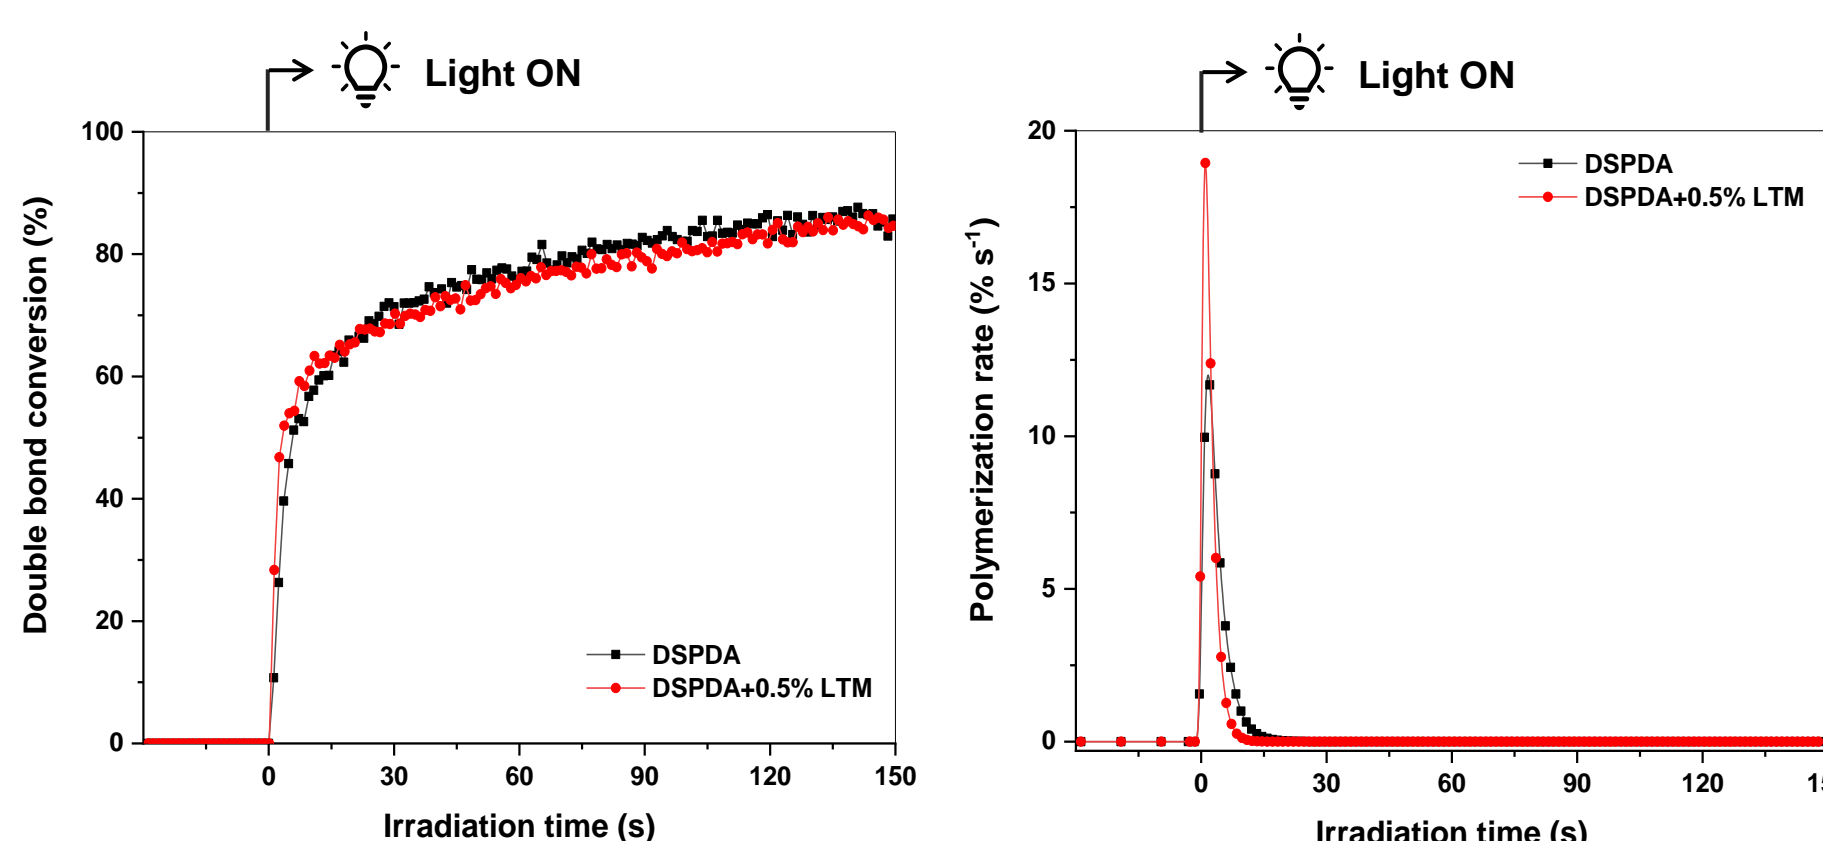 Light ON
Double bond conversion (%)
100
80
60
40
20
0
DSPDA
DSPDA+0.5% LTM
0 30 60 90 120 150
Irradiation time (s)
Light ON
Polymerization rate (% s⁻¹)
20
15
10
5
0
DSPDA
DSPDA+0.5% LTM
0 30 60 90 120
Irradiation time (s)